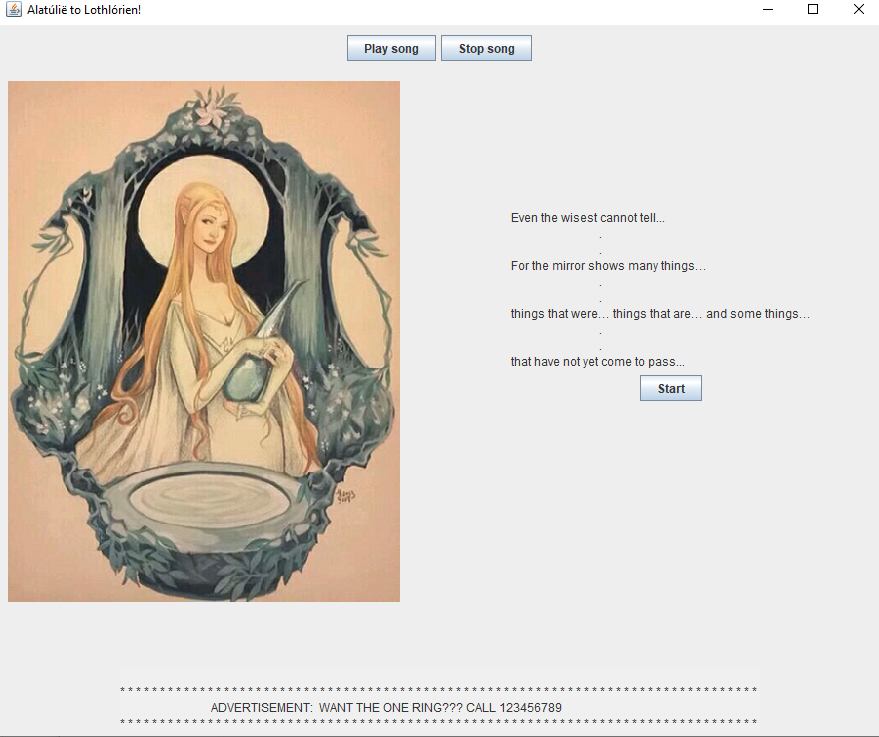 Alatúlië to Lothlórien!
Play song Stop song
Even the wisest cannot tell...
.
.
For the mirror shows many things…
.
.
things that were… things that are… and some things…
.
.
that have not yet come to pass...
Start
* * * * * * * * * * * * * * * * * * * * * * * * * * * * * * * * * * * * * * * * * * * * * * * * * * * * * * * * * * * * * * * * * * * * * * * * * * * * * * * *
ADVERTISEMENT:  WANT THE ONE RING??? CALL 123456789
* * * * * * * * * * * * * * * * * * * * * * * * * * * * * * * * * * * * * * * * * * * * * * * * * * * * * * * * * * * * * * * * * * * * * * * * * * * * * * * *